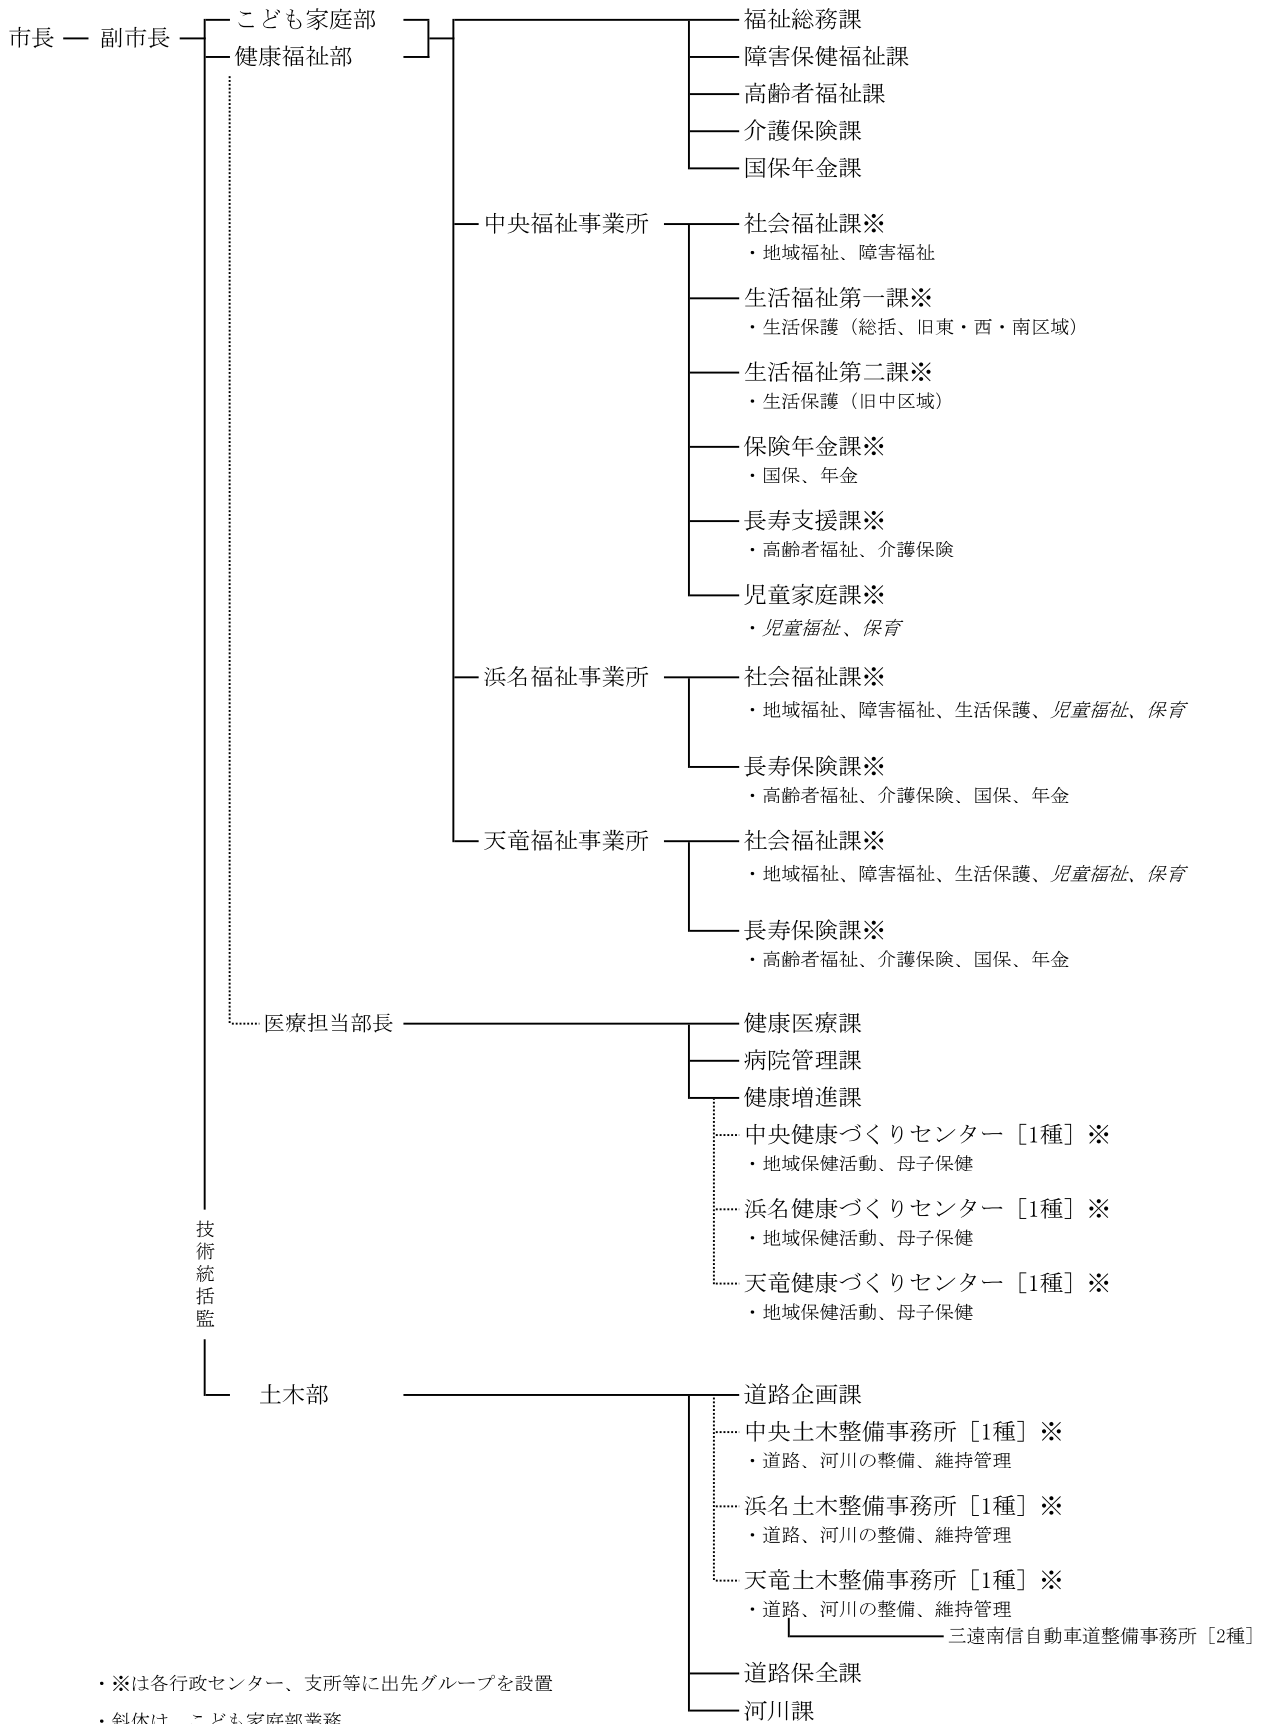 市長
副市長
こども家庭部
健康福祉部
福祉総務課
障害保健福祉課
高齢者福祉課
介護保険課
国保年金課
中央福祉事業所
社会福祉課※
・地域福祉、障害福祉
生活福祉第一課※
・生活保護（総括、旧東・西・南区域）
生活福祉第二課※
・生活保護（旧中区域）
保険年金課※
・国保、年金
長寿支援課※
・高齢者福祉、介護保険
児童家庭課※
・児童福祉、保育
浜名福祉事業所
社会福祉課※
・地域福祉、障害福祉、生活保護、児童福祉、保育
長寿保険課※
・高齢者福祉、介護保険、国保、年金
天竜福祉事業所
社会福祉課※
・地域福祉、障害福祉、生活保護、児童福祉、保育
長寿保険課※
・高齢者福祉、介護保険、国保、年金
医療担当部長
健康医療課
病院管理課
健康増進課
中央健康づくりセンター［1種］※
・地域保健活動、母子保健
浜名健康づくりセンター［1種］※
・地域保健活動、母子保健
天竜健康づくりセンター［1種］※
・地域保健活動、母子保健
技術統括監
土木部
道路企画課
中央土木整備事務所［1種］※
・道路、河川の整備、維持管理
浜名土木整備事務所［1種］※
・道路、河川の整備、維持管理
天竜土木整備事務所［1種］※
・道路、河川の整備、維持管理
三遠南信自動車道整備事務所［2種］
道路保全課
河川課
・※は各行政センター、支所等に出先グループを設置
・斜体は、こども家庭部業務